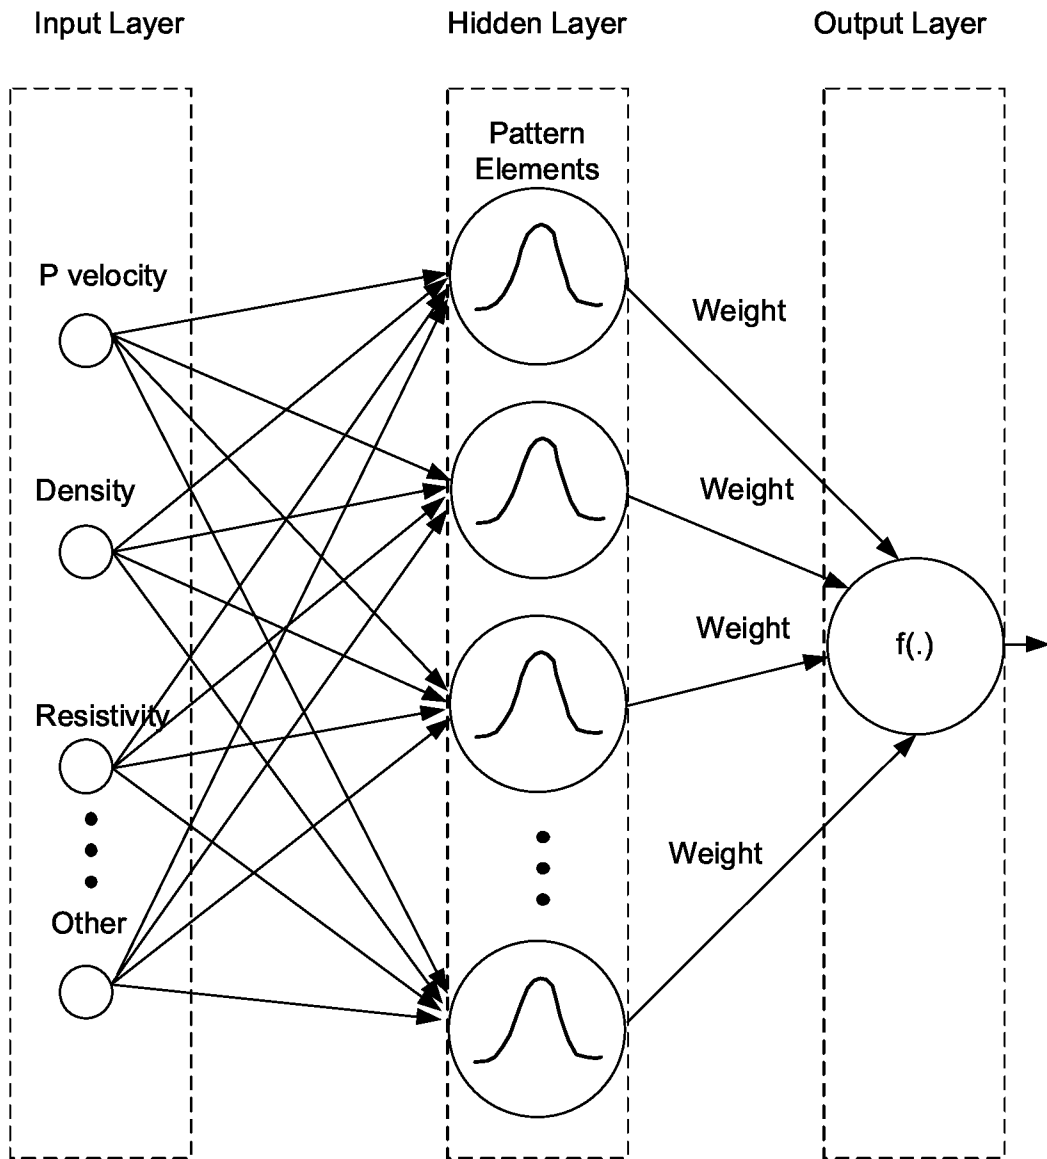 Input Layer
Hidden Layer
Output Layer
Pattern
Elements
P velocity
Weight
Density
Weight
Weight
f(.)
Resistivity
Weight
Other